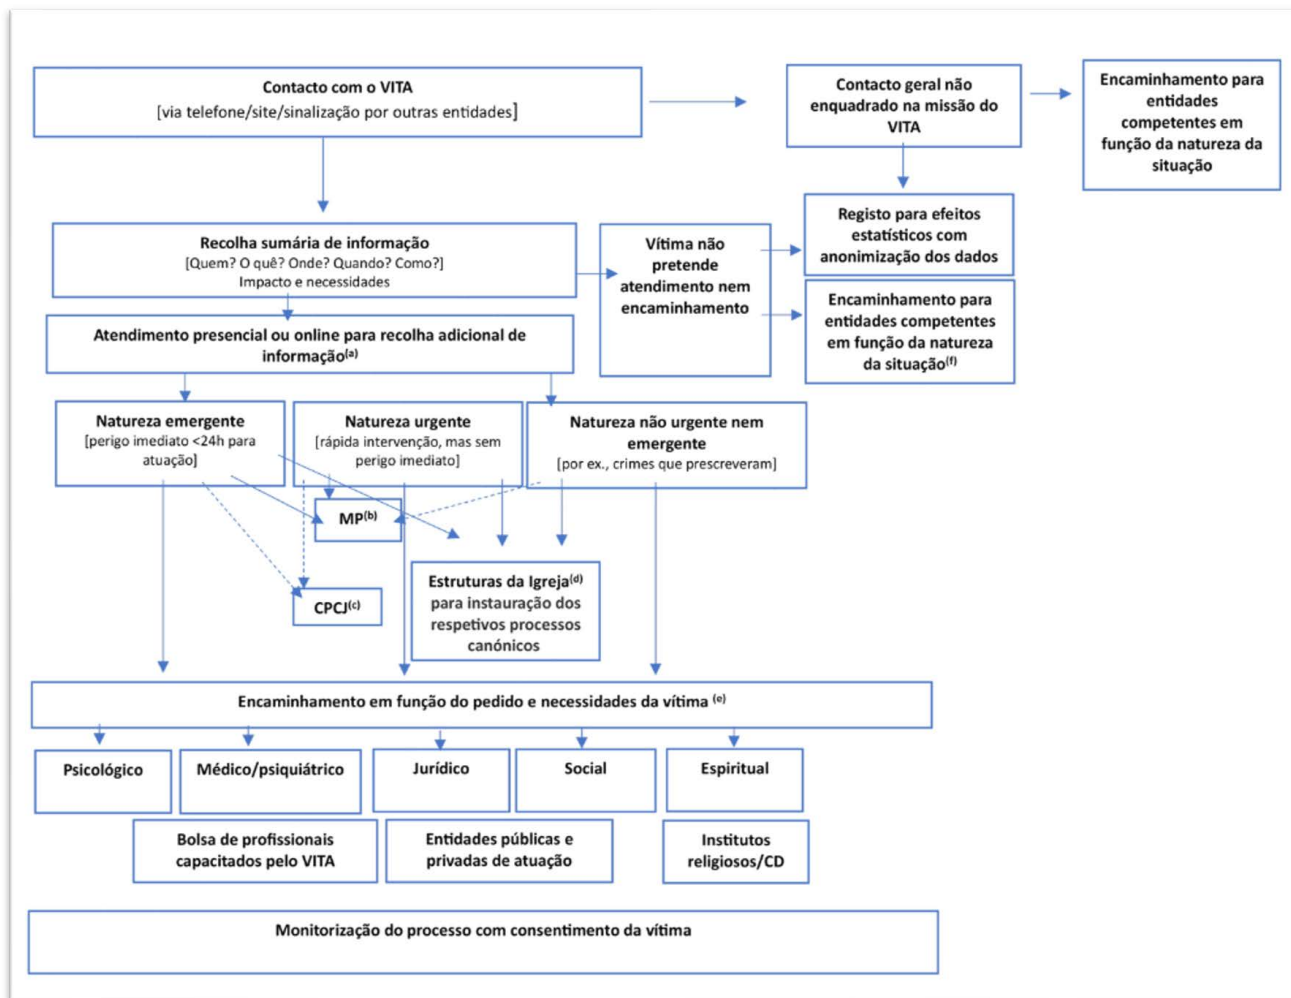 Contacto com o VITA
[via telefone/site/sinalização por outras entidades]
Contacto geral não
enquadrado na missão do
VITA
Encaminhamento para
entidades
competentes em
função da natureza da
situação
Recolha sumária de informação
[Quem? O quê? Onde? Quando? Como?]
Impacto e necessidades
Vítima não
pretende
atendimento nem
encaminhamento
Registo para efeitos
estatísticos com
anonimização dos dados
Encaminhamento para
entidades competentes
em função da natureza
da situação(f)
Atendimento presencial ou online para recolha adicional de
informação(a)
Natureza emergente
[perigo imediato <24h para
atuação]
Natureza urgente
[rápida intervenção, mas sem
perigo imediato]
Natureza não urgente nem
emergente
[por ex., crimes que prescreveram]
MP(b)
CPCJ(c)
Estruturas da Igreja(d)
para instauração dos
respetivos processos
canónicos
Encaminhamento em função do pedido e necessidades da vítima (e)
Psicológico
Médico/psiquiátrico
Jurídico
Social
Espiritual
Bolsa de profissionais
capacitados pelo VITA
Entidades públicas e
privadas de atuação
Institutos
religiosos/CD
Monitorização do processo com consentimento da vítima